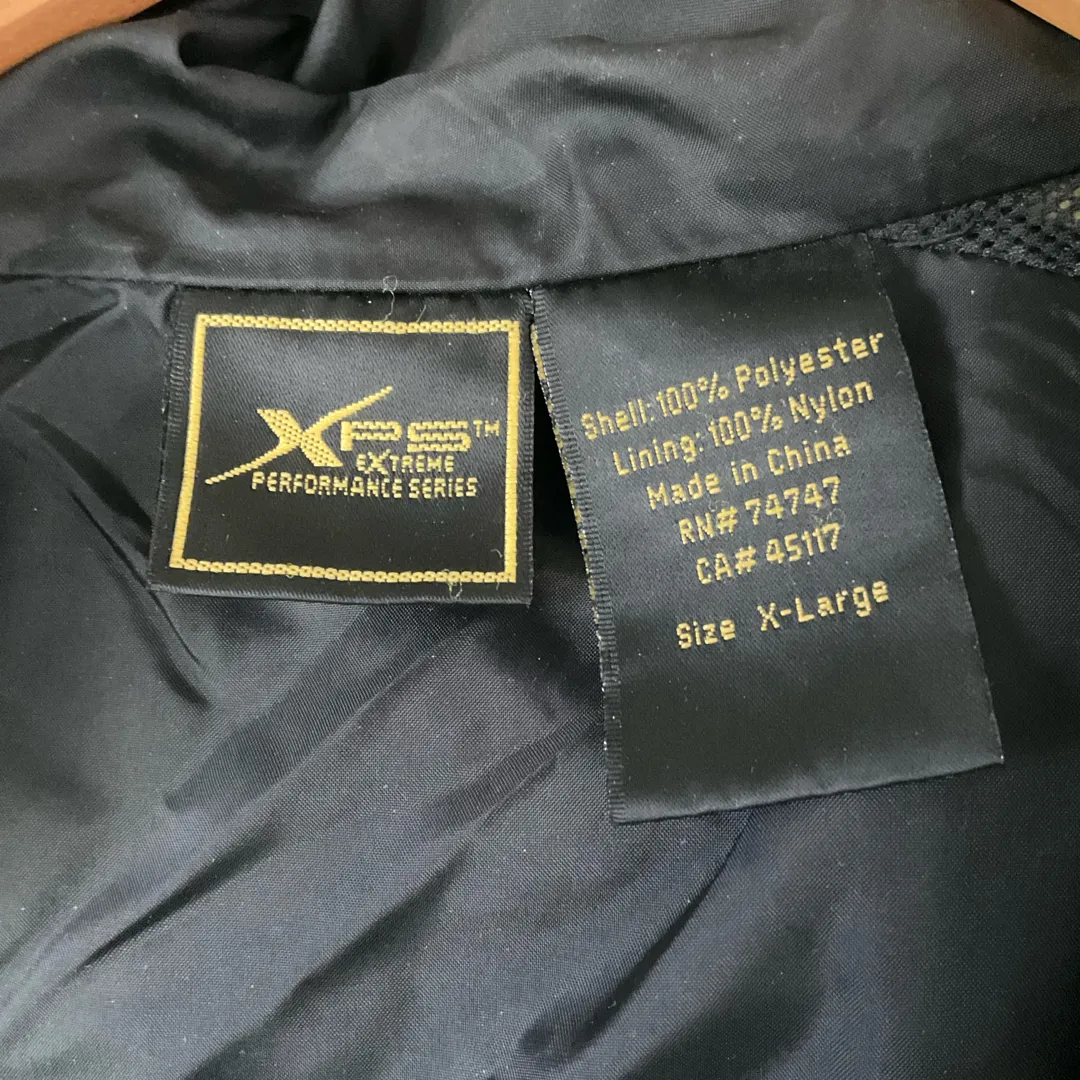 XPS™
EXTREME
PERFORMANCE SERIES
Shell: 100% Polyester
Lining: 100% Nylon
Made in China
RN# 74747
CA# 45117
Size X-Large